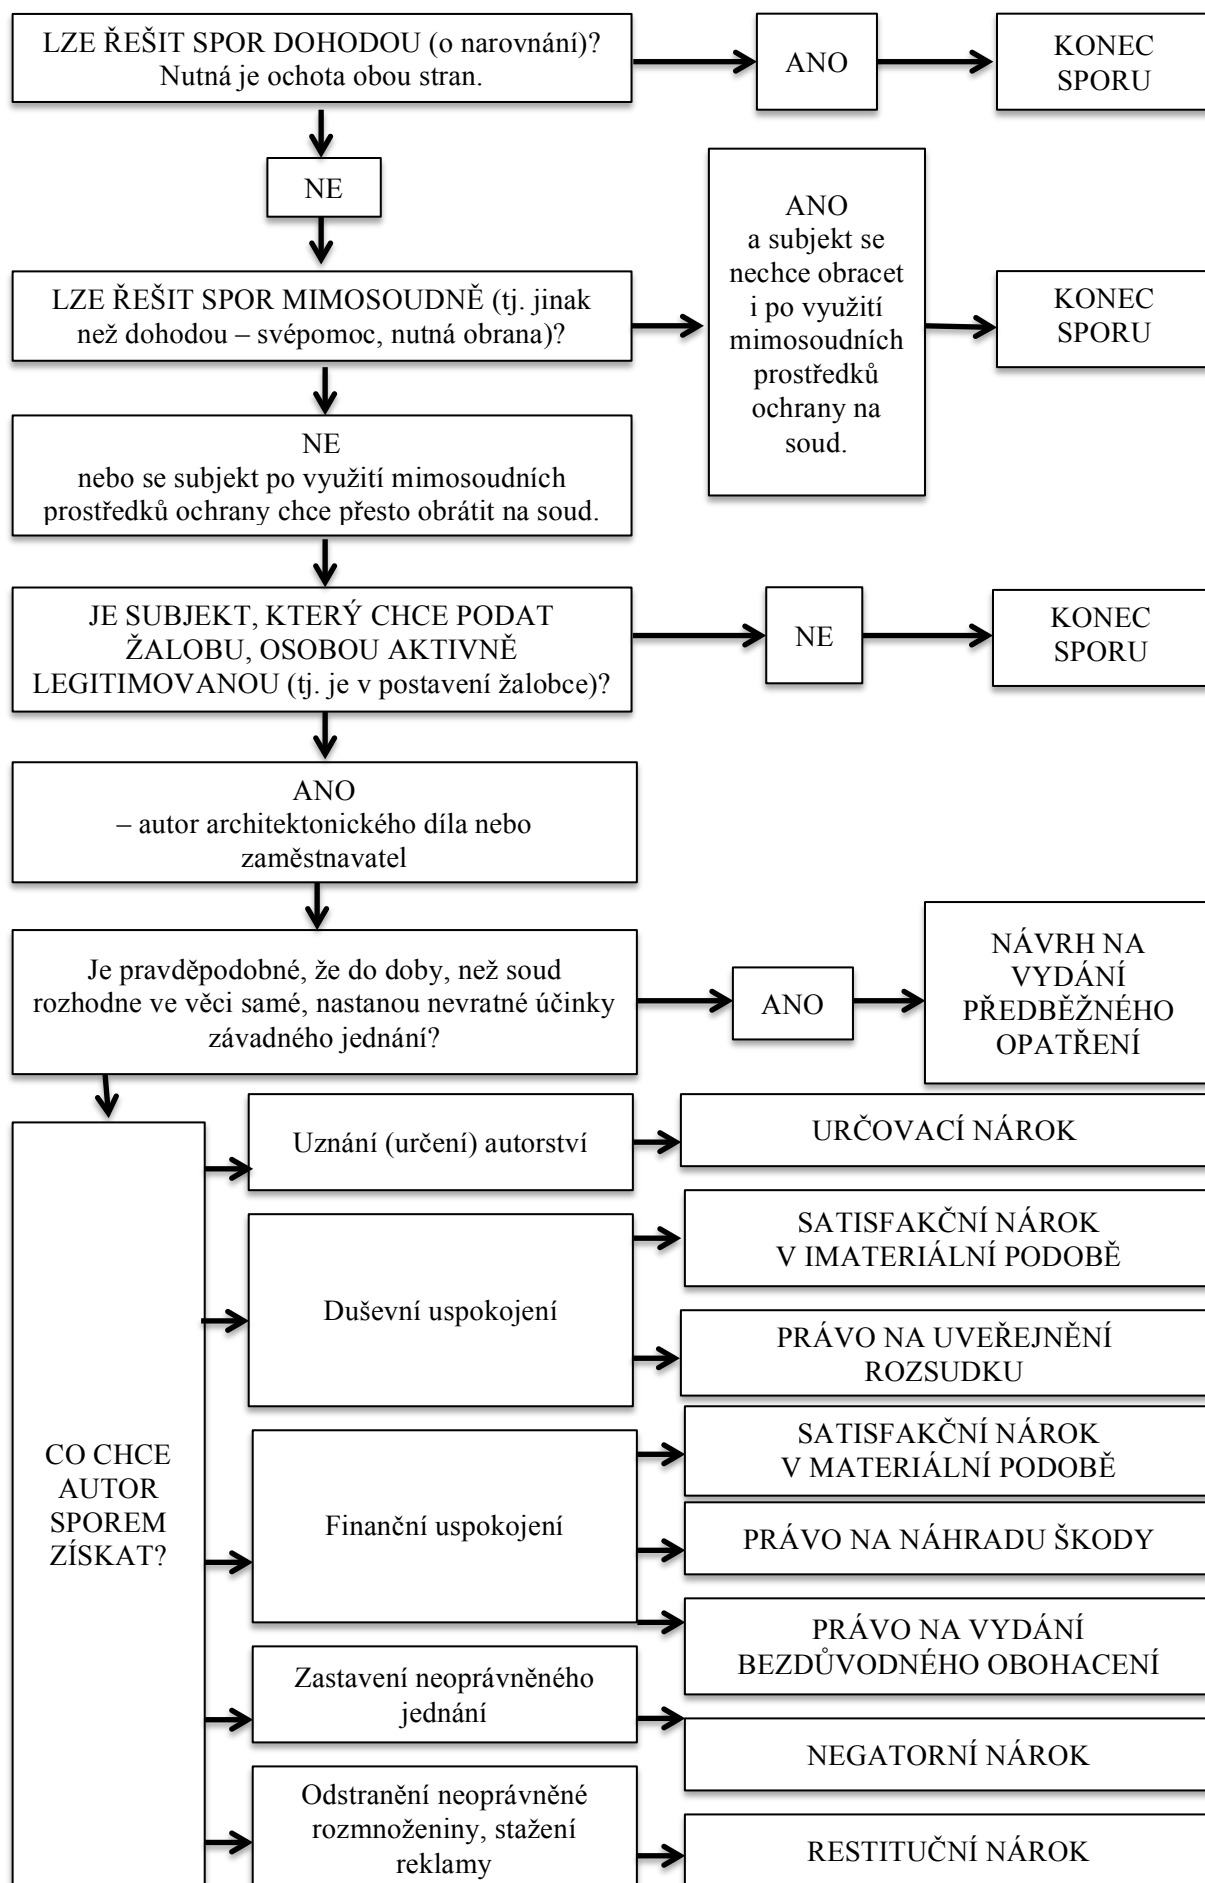 LZE ŘEŠIT SPOR DOHODOU (o narovnání)?
Nutná je ochota obou stran.
ANO
KONEC
SPORU
NE
LZE ŘEŠIT SPOR MIMOSOUDNĚ (tj. jinak
než dohodou – svépomoc, nutná obrana)?
ANO
a subjekt se
nechce obracet
i po využití
mimosoudních
prostředků
ochrany na
soud.
KONEC
SPORU
NE
nebo se subjekt po využití mimosoudních
prostředků ochrany chce přesto obrátit na soud.
JE SUBJEKT, KTERÝ CHCE PODAT
ŽALOBU, OSOBOU AKTIVNĚ
LEGITIMOVANOU (tj. je v postavení žalobce)?
NE
KONEC
SPORU
ANO
– autor architektonického díla nebo
zaměstnavatel
Je pravděpodobné, že do doby, než soud
rozhodne ve věci samé, nastanou nevratné účinky
závadného jednání?
ANO
NÁVRH NA
VYDÁNÍ
PŘEDBĚŽNÉHO
OPATŘENÍ
CO CHCE
AUTOR
SPOREM
ZÍSKAT?
Uznání (určení) autorství
URČOVACÍ NÁROK
Duševní uspokojení
SATISFAKČNÍ NÁROK
V IMATERIÁLNÍ PODOBĚ
PRÁVO NA UVEŘEJNĚNÍ
ROZSUDKU
Finanční uspokojení
SATISFAKČNÍ NÁROK
V MATERIÁLNÍ PODOBĚ
PRÁVO NA NÁHRADU ŠKODY
PRÁVO NA VYDÁNÍ
BEZDŮVODNÉHO OBOHACENÍ
Zastavení neoprávněného
jednání
NEGATORNÍ NÁROK
Odstranění neoprávněné
rozmnoženiny, stažení
reklamy
RESTITUČNÍ NÁROK